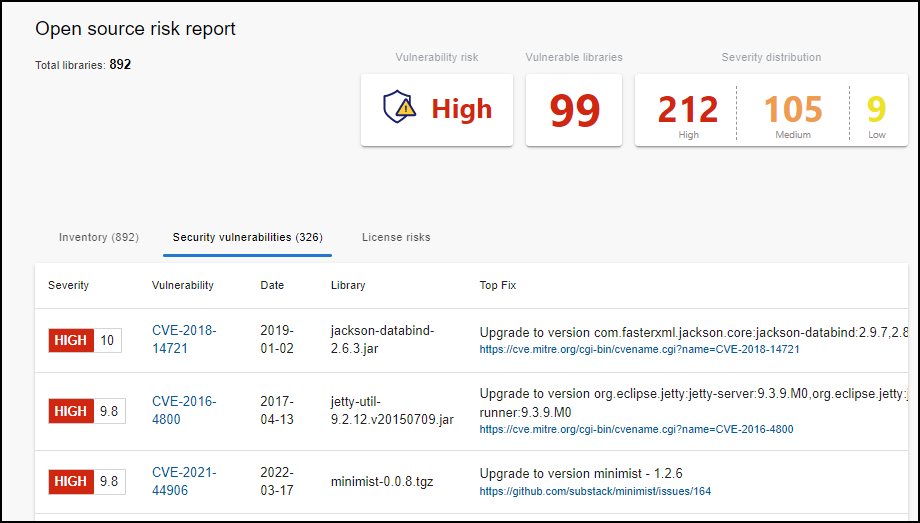 Open source risk report
Total libraries: 892
Vulnerability risk
Vulnerable libraries
Severity distribution
High
99
212
High
105
Medium
9
Low
Inventory (892)
Security vulnerabilities (326)
License risks
Severity
Vulnerability
Date
Library
Top Fix
HIGH 10
CVE-2018-
14721
2019-
01-02
jackson-databind-
2.6.3.jar
Upgrade to version com.fasterxml.jackson.core:jackson-databind:2.9.7,2.8
https://cve.mitre.org/cgi-bin/cvename.cgi?name=CVE-2018-14721
HIGH 9.8
CVE-2016-
4800
2017-
04-13
jetty-util-
9.2.12.v20150709.jar
Upgrade to version org.eclipse.jetty:jetty-server:9.3.9.M0,org.eclipse.jetty:j
runner:9.3.9.M0
https://cve.mitre.org/cgi-bin/cvename.cgi?name=CVE-2016-4800
HIGH 9.8
CVE-2021-
44906
2022-
03-17
minimist-0.0.8.tgz
Upgrade to version minimist - 1.2.6
https://github.com/substack/minimist/issues/164